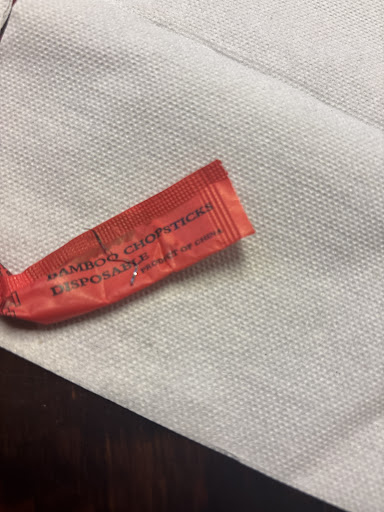 BAMBOO CHOPSTICKS
DISPOSABLE
PRODUCT OF CHINA